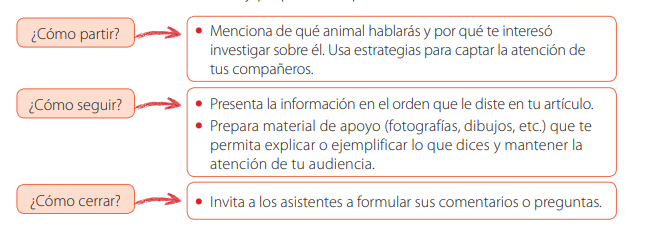 ¿Cómo partir?
• Menciona de qué animal hablarás y por qué te interesó
investigar sobre él. Usa estrategias para captar la atención de
tus compañeros.
¿Cómo seguir?
• Presenta la información en el orden que le diste en tu artículo.
• Prepara material de apoyo (fotografías, dibujos, etc.) que te
permita explicar o ejemplificar lo que dices y mantener la
atención de tu audiencia.
¿Cómo cerrar?
• Invita a los asistentes a formular sus comentarios o preguntas.